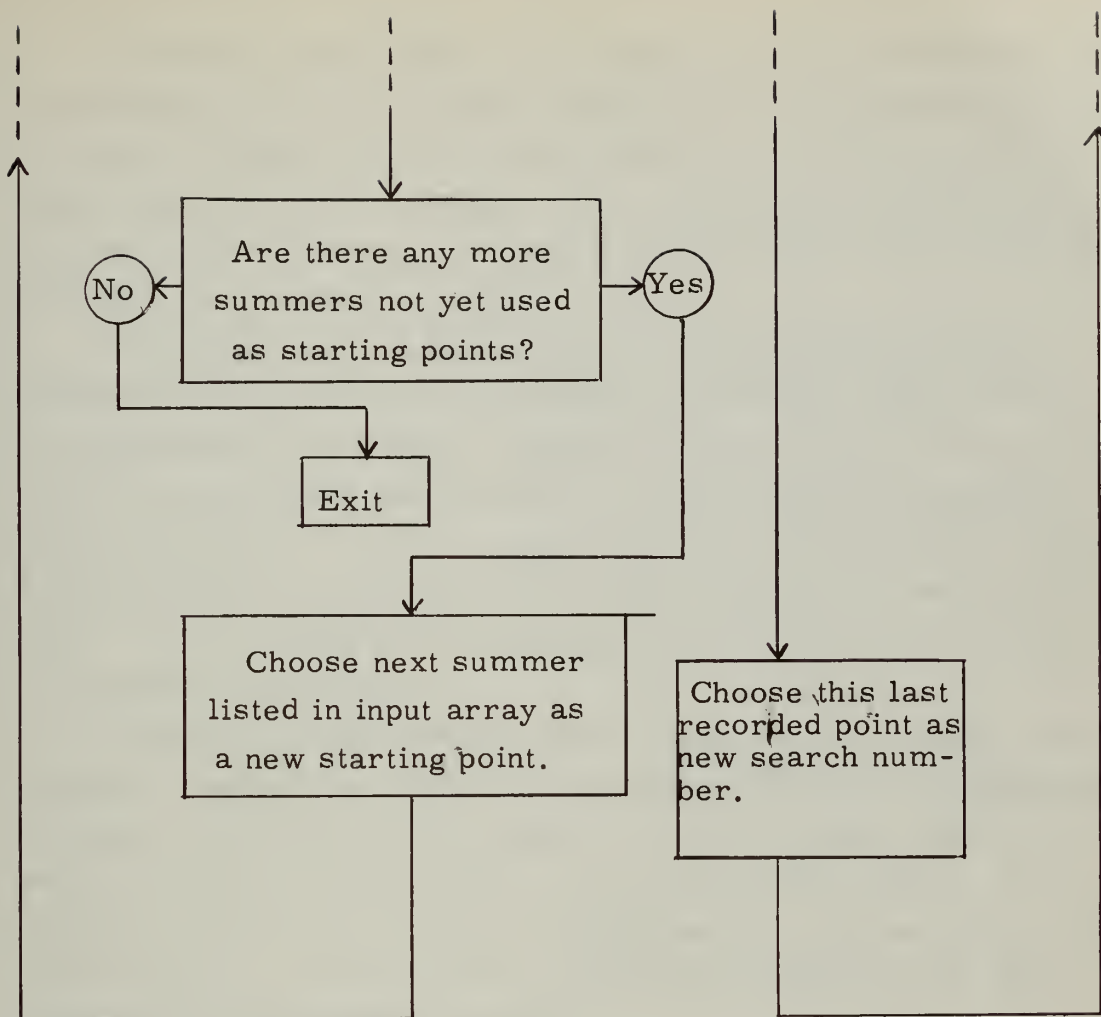 Are there any more
summers not yet used
as starting points?
No
Yes
Exit
Choose next summer
listed in input array as
a new starting point.
Choose this last
recorded point as
new search num-
ber.